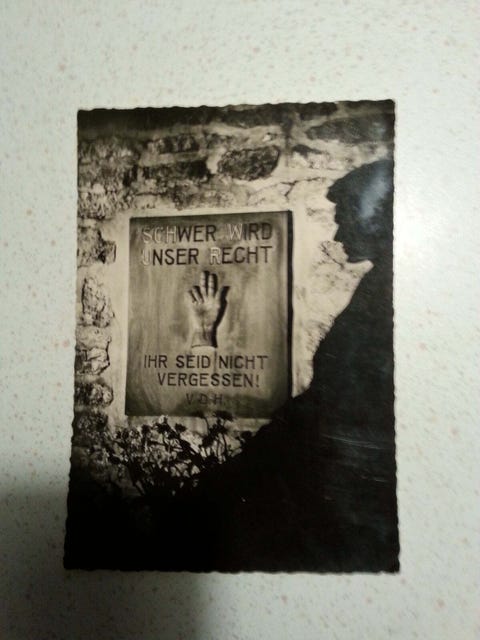 SCHWER WIRD
UNSER RECHT
IHR SEID NICHT
VERGESSEN!
V.D.H.